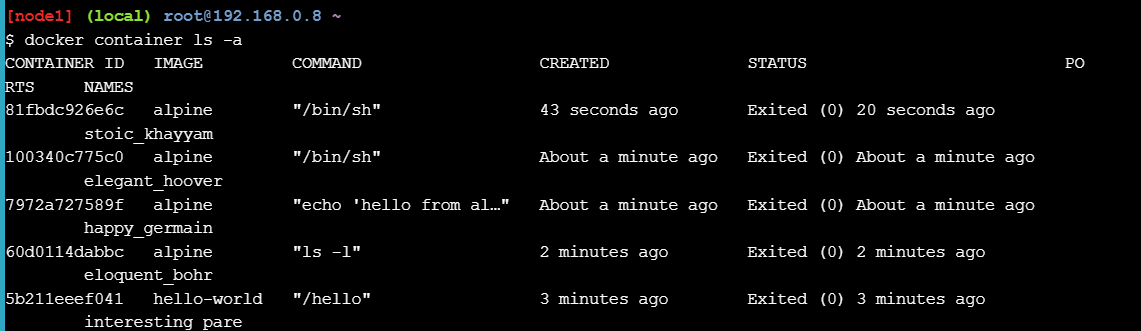 [node1] (local) root@192.168.0.8 ~
$ docker container ls -a
CONTAINER ID   IMAGE         COMMAND                  CREATED              STATUS                          PO
RTS     NAMES
81fbdc926e6c   alpine        "/bin/sh"                43 seconds ago       Exited (0) 20 seconds ago
        stoic_khayyam
100340c775c0   alpine        "/bin/sh"                About a minute ago   Exited (0) About a minute ago
        elegant_hoover
7972a727589f   alpine        "echo 'hello from al…"   About a minute ago   Exited (0) About a minute ago
        happy_germain
60d0114dabbc   alpine        "ls -l"                  2 minutes ago        Exited (0) 2 minutes ago
        eloquent_bohr
5b211eeef041   hello-world   "/hello"                 3 minutes ago        Exited (0) 3 minutes ago
        interesting_pare